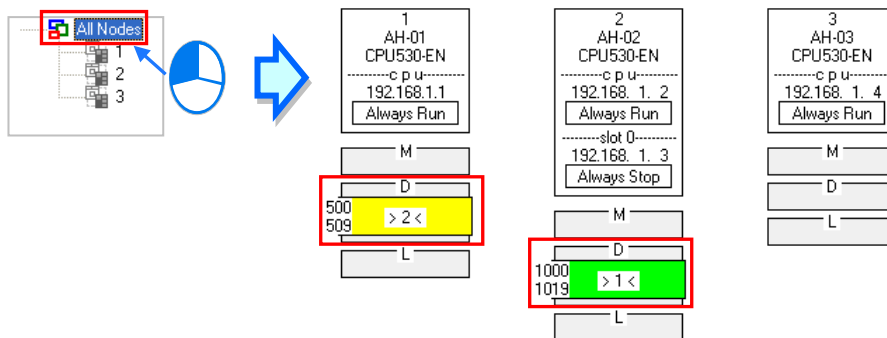 All Nodes
1
2
3
1
AH-01
CPU530-EN
--------c p u--------
192.168.1.1
Always Run
M
D
500
509
> 2 <
L
2
AH-02
CPU530-EN
--------c p u--------
192.168. 1. 2
Always Run
---------slot 0---------
192.168. 1. 3
Always Stop
M
D
1000
1019
> 1 <
L
3
AH-03
CPU530-EN
--------c p u--------
192.168. 1. 4
Always Run
M
D
L